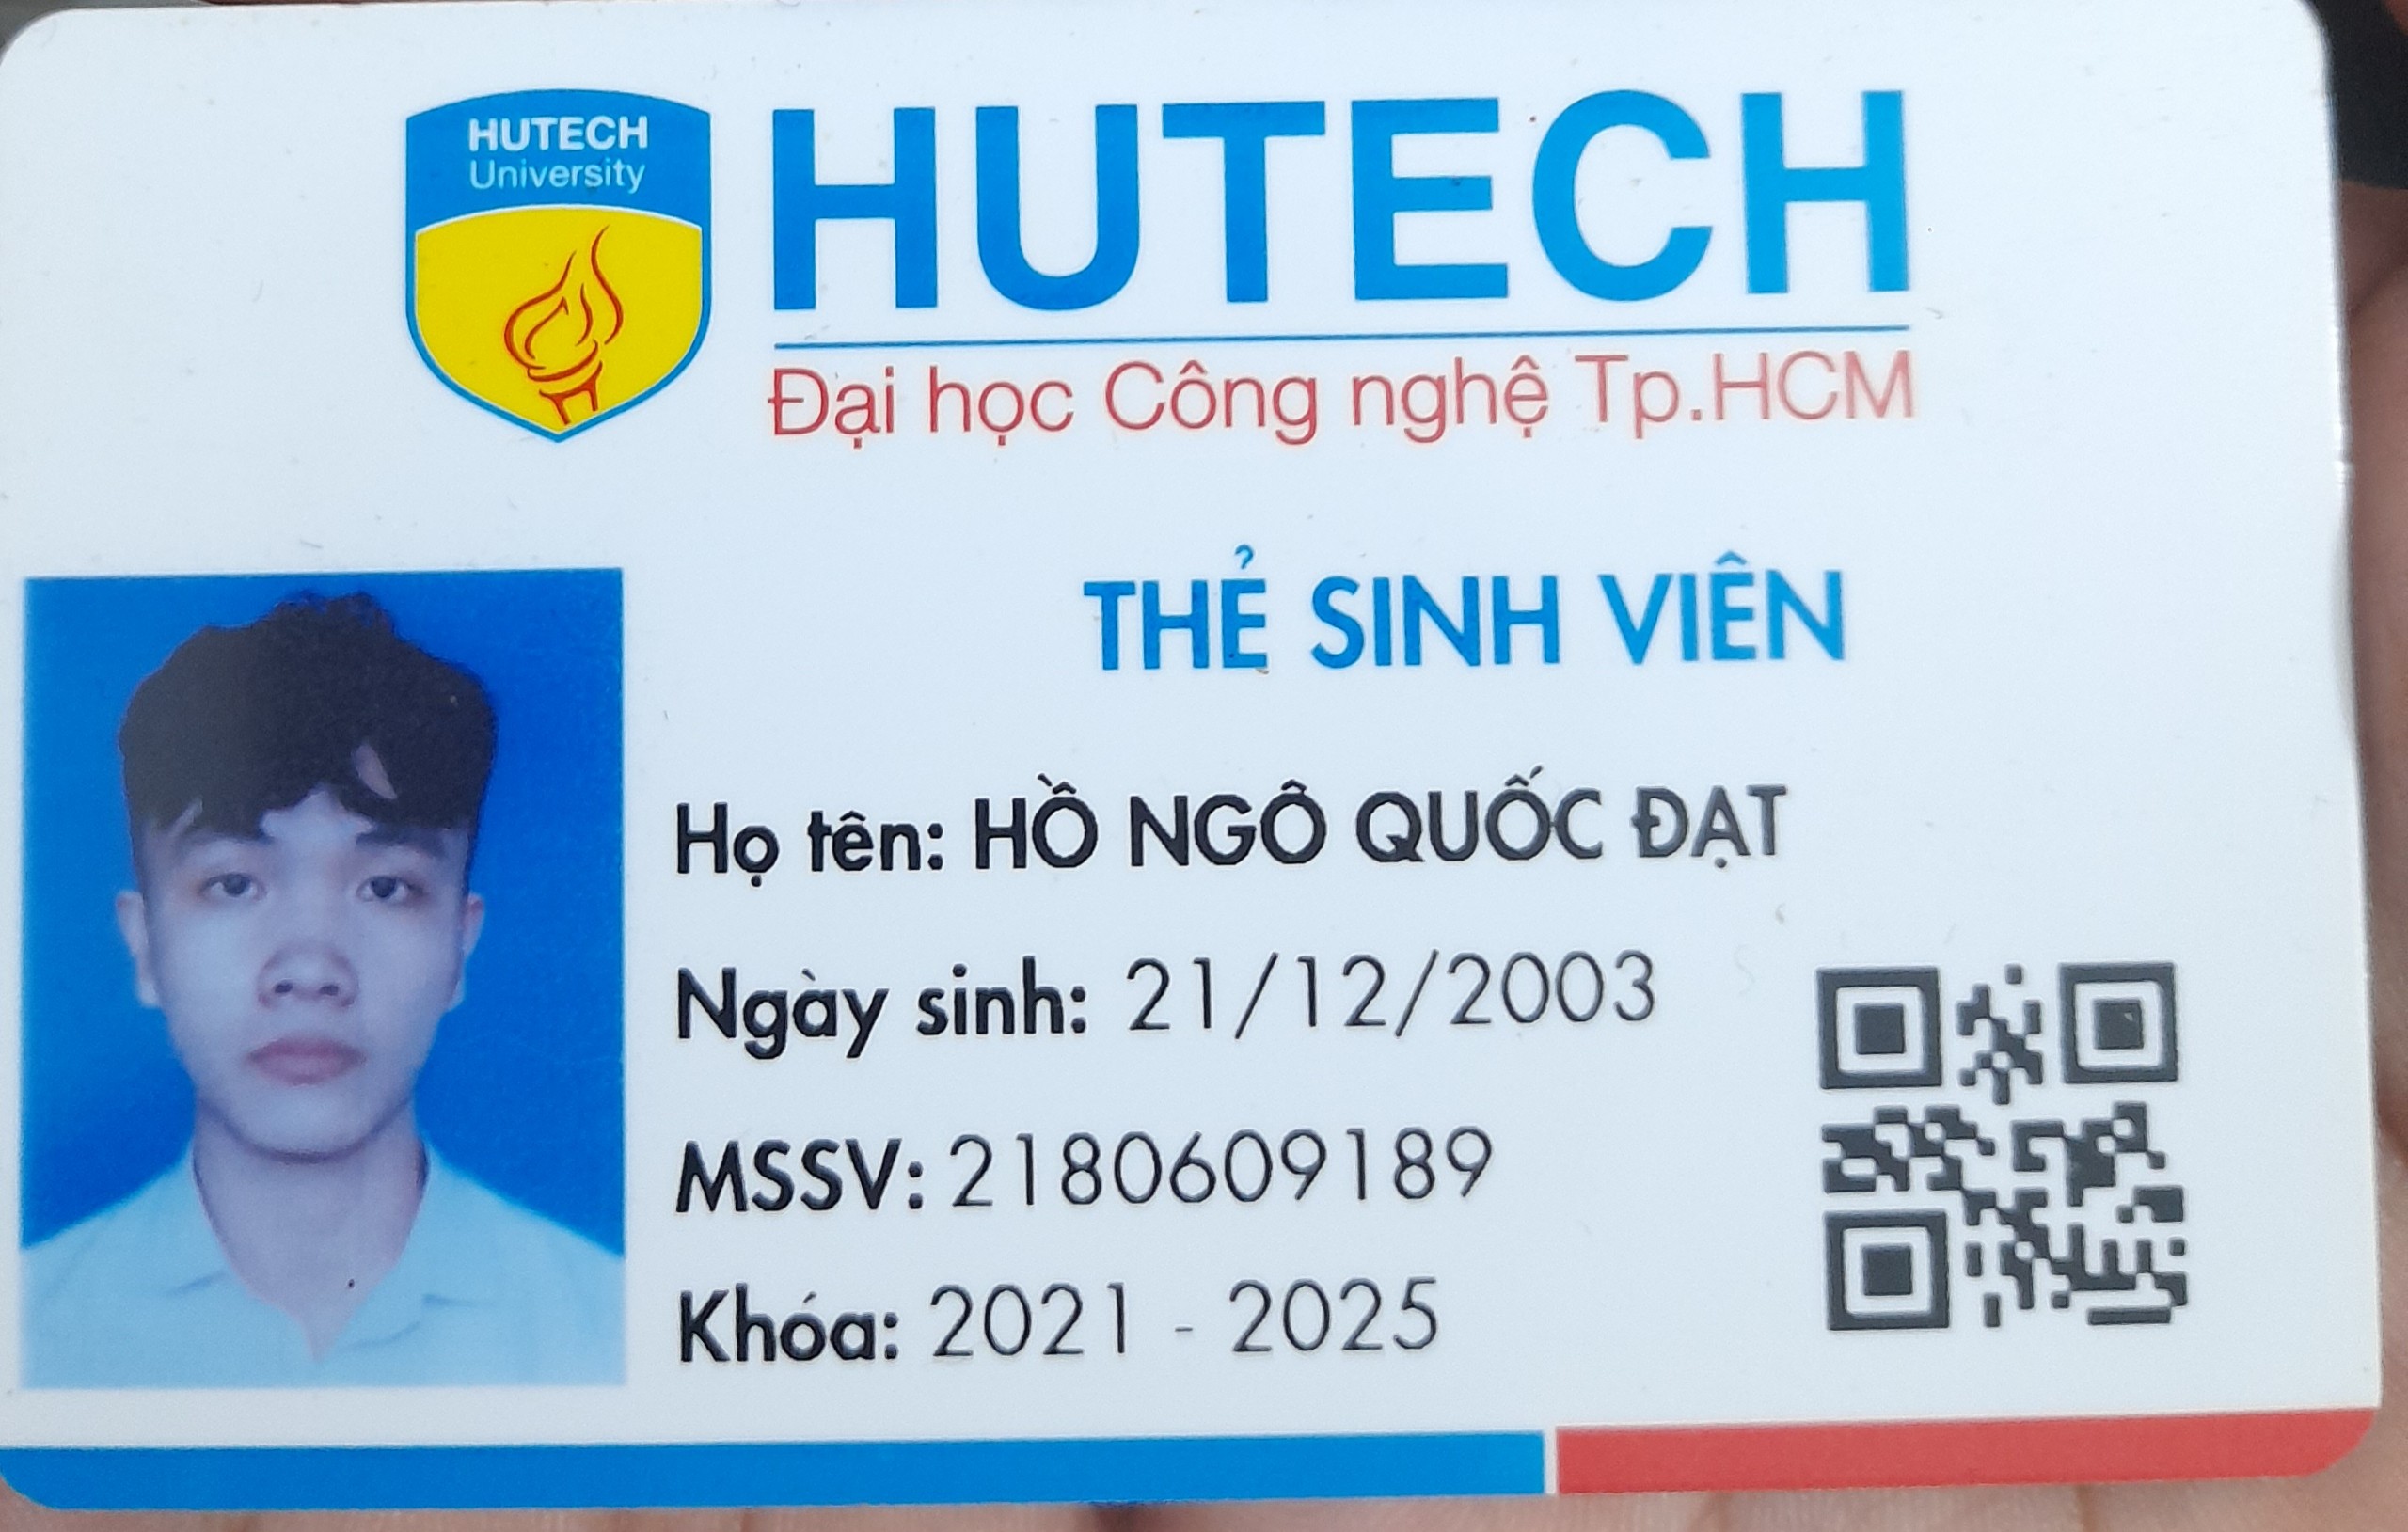 HUTECH
University
HUTECH
Đại học Công nghệ Tp.HCM
THẺ SINH VIÊN
Họ tên: HỒ NGÔ QUỐC ĐẠT
Ngày sinh: 21/12/2003
MSSV: 2180609189
Khóa: 2021 - 2025